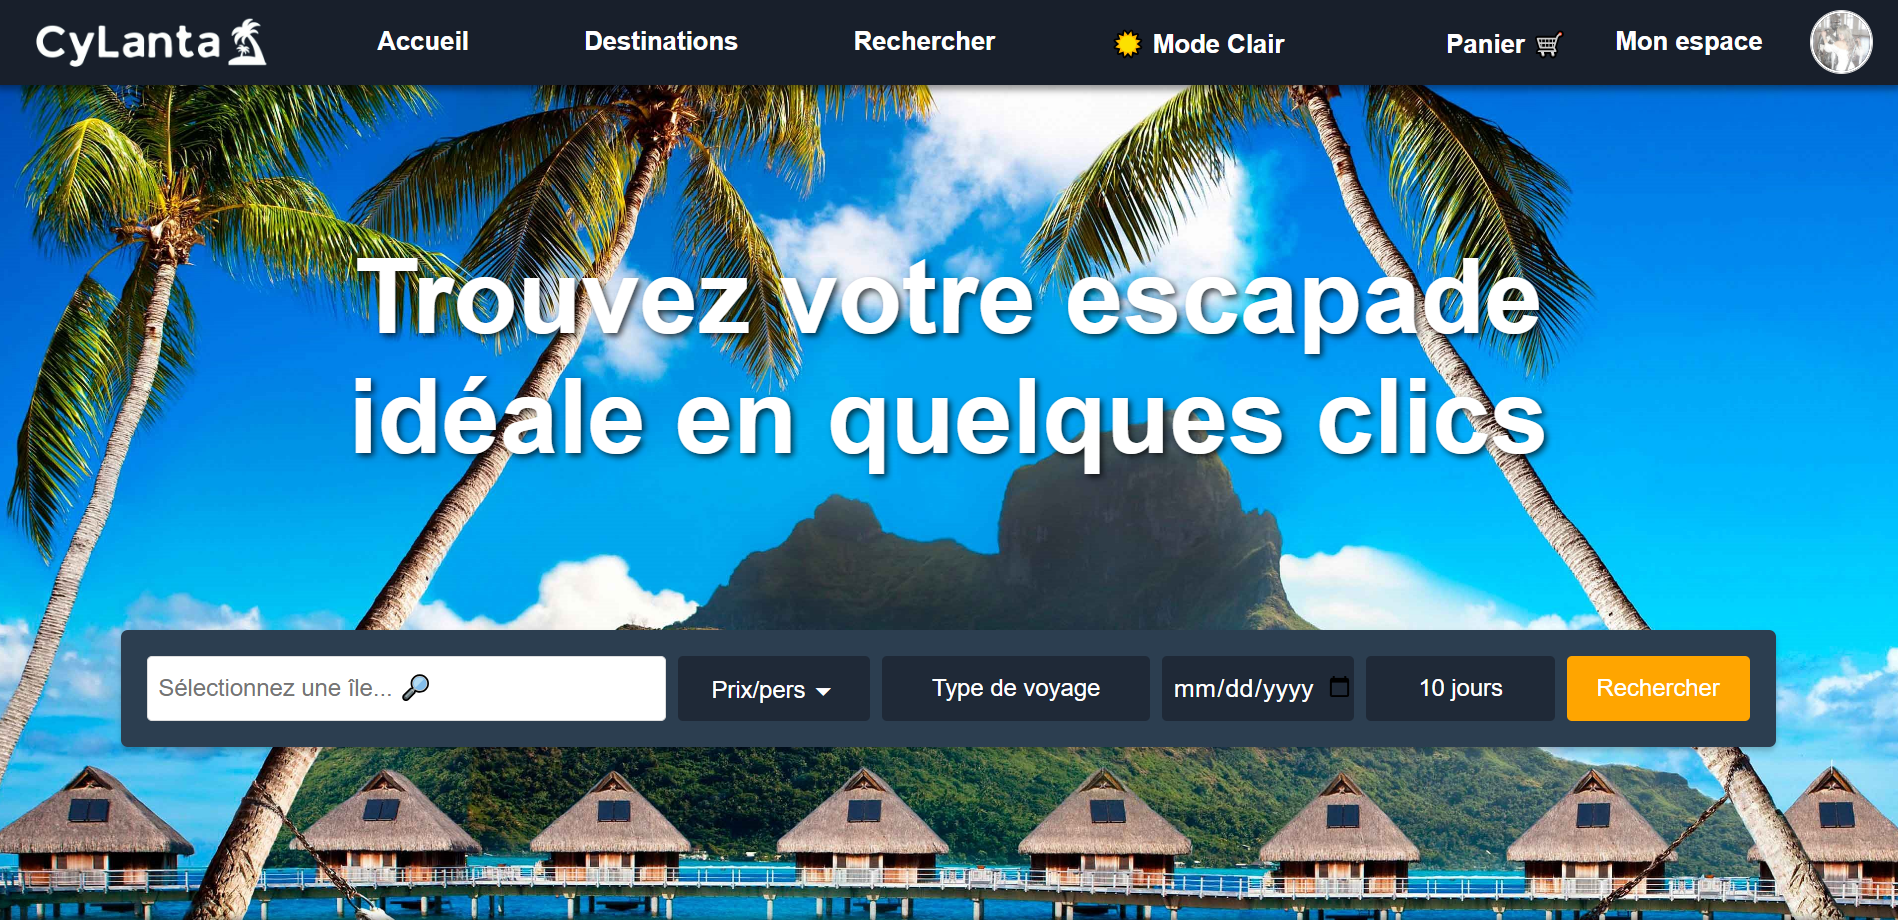 CyLanta
Accueil
Destinations
Rechercher
Mode Clair
Panier
Mon espace
Trouvez votre escapade
idéale en quelques clics
Sélectionnez une île...
Prix/pers
Type de voyage
mm/dd/yyyy
10 jours
Rechercher